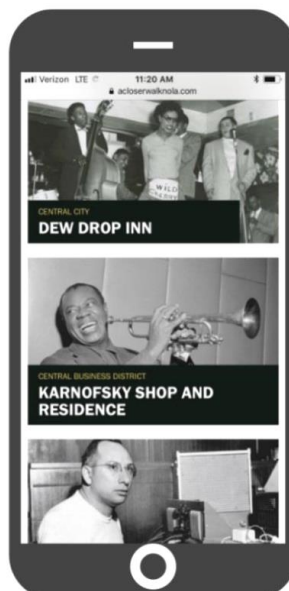 Verizon LTE 11:20 AM
acloserwalknola.com
WILD
CENTRAL CITY
DEW DROP INN
CENTRAL BUSINESS DISTRICT
KARNOFSKY SHOP AND
RESIDENCE